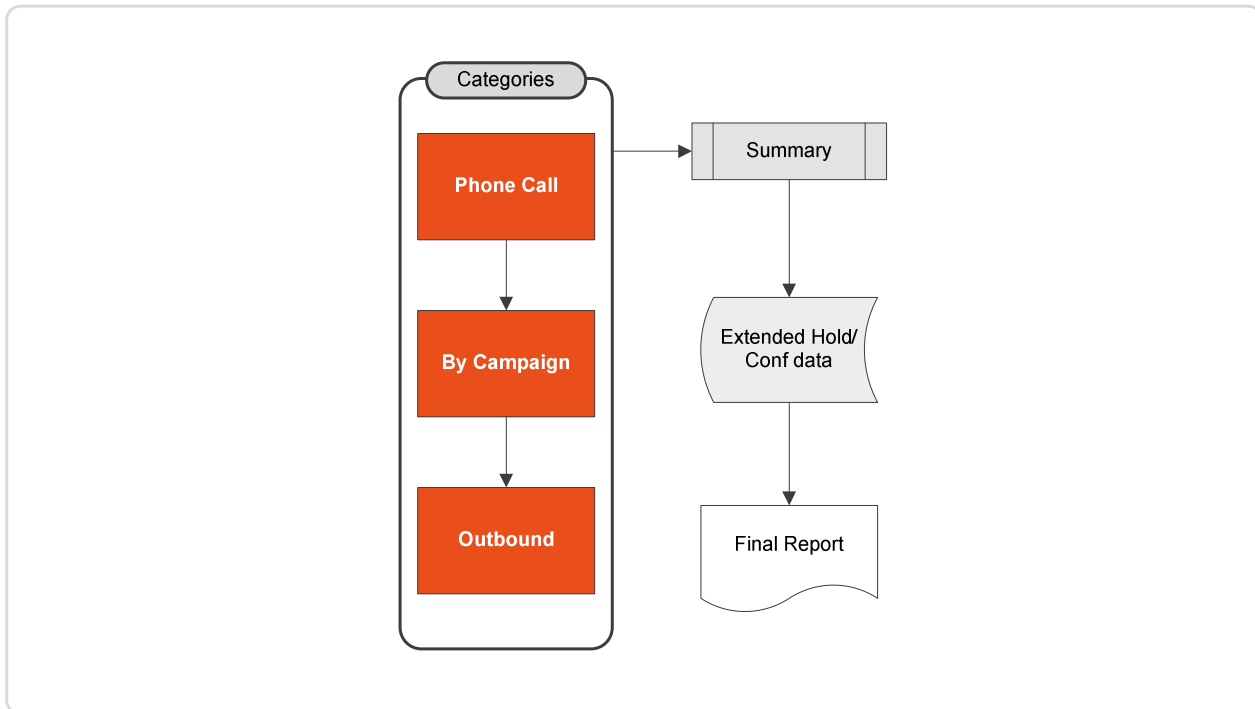 Categories
Phone Call
By Campaign
Outbound
Summary
Extended Hold/
Conf data
Final Report